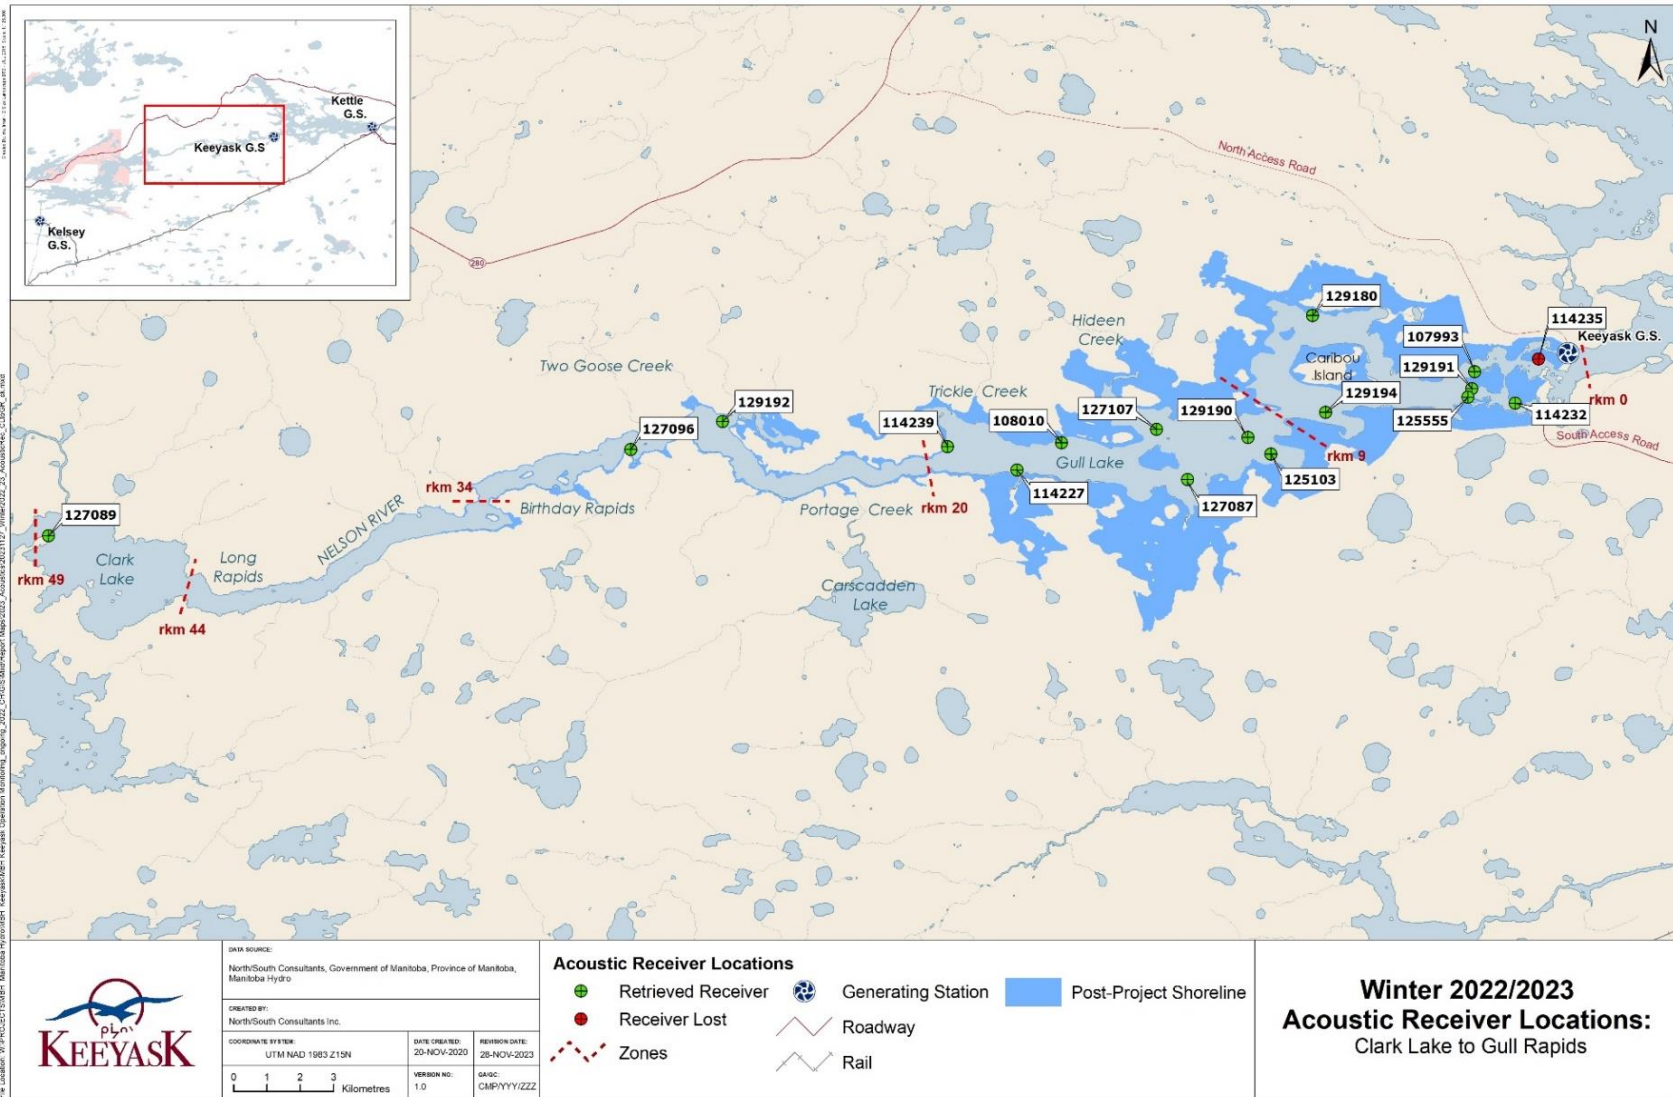 N
Kettle
G.S.
Keeyask G.S
Kelsey
G.S.
280
North Access Road
129180
114235
Hideen
Creek
107993
Keeyask G.S.
Two Goose Creek
Caribou
Island
129191
Trickle Creek
129194
129192
127107
129190
rkm 0
114239
108010
125555
114232
127096
South Access Road
Gull Lake
rkm 9
rkm 34
125103
114227
127087
Birthday Rapids
Portage Creek
rkm 20
127089
NELSON RIVER
Clark
Lake
Long
Rapids
rkm 49
Carscadden
Lake
rkm 44
KEEYASK
DATA SOURCE:
North/South Consultants, Government of Manitoba, Province of Manitoba,
Manitoba Hydro
CREATED BY:
North/South Consultants Inc.
COORDINATE SYSTEM:
UTM NAD 1983 Z15N
DATE CREATED:
20-NOV-2020
REVISION DATE:
28-NOV-2023
0 1 2 3 Kilometres
VERSION NO:
1.0
QA/QC:
CMP/YYY/ZZZ
Acoustic Receiver Locations
Retrieved Receiver
Receiver Lost
Zones
Generating Station
Roadway
Rail
Post-Project Shoreline
Winter 2022/2023
Acoustic Receiver Locations:
Clark Lake to Gull Rapids